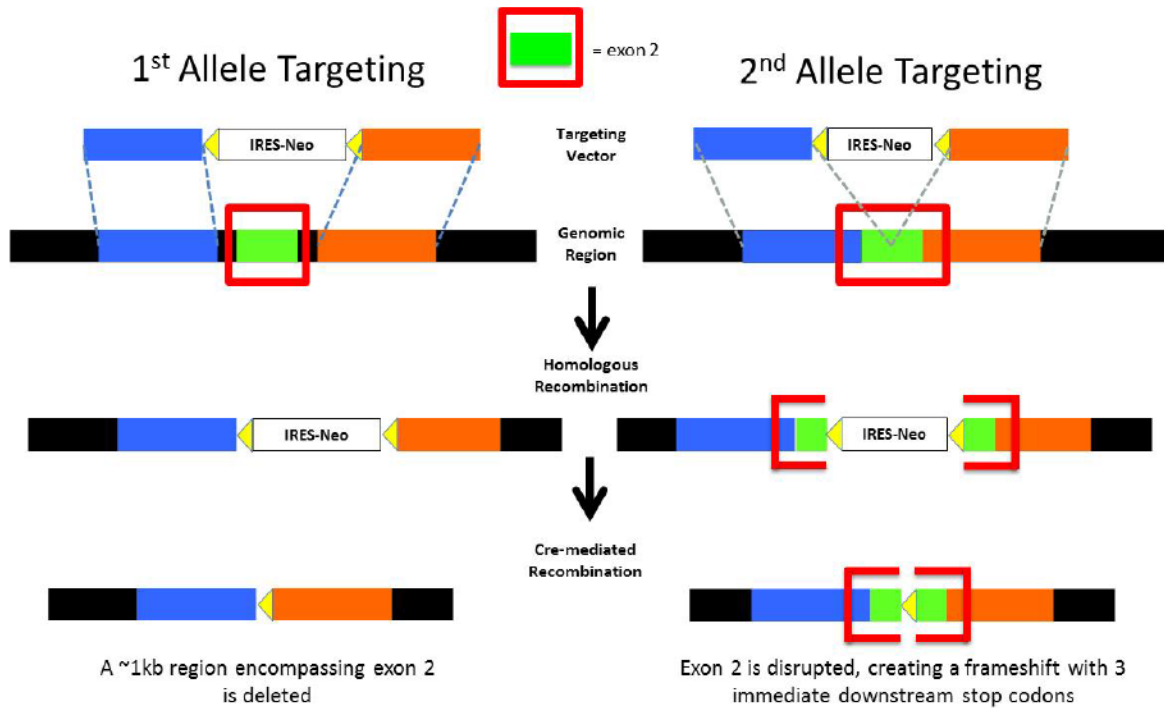 = exon 2
1st Allele Targeting
2nd Allele Targeting
IRES-Neo
Targeting
Vector
IRES-Neo
Genomic
Region
Homologous
Recombination
IRES-Neo
IRES-Neo
Cre-mediated
Recombination
A ~1kb region encompassing exon 2
is deleted
Exon 2 is disrupted, creating a frameshift with 3
immediate downstream stop codons